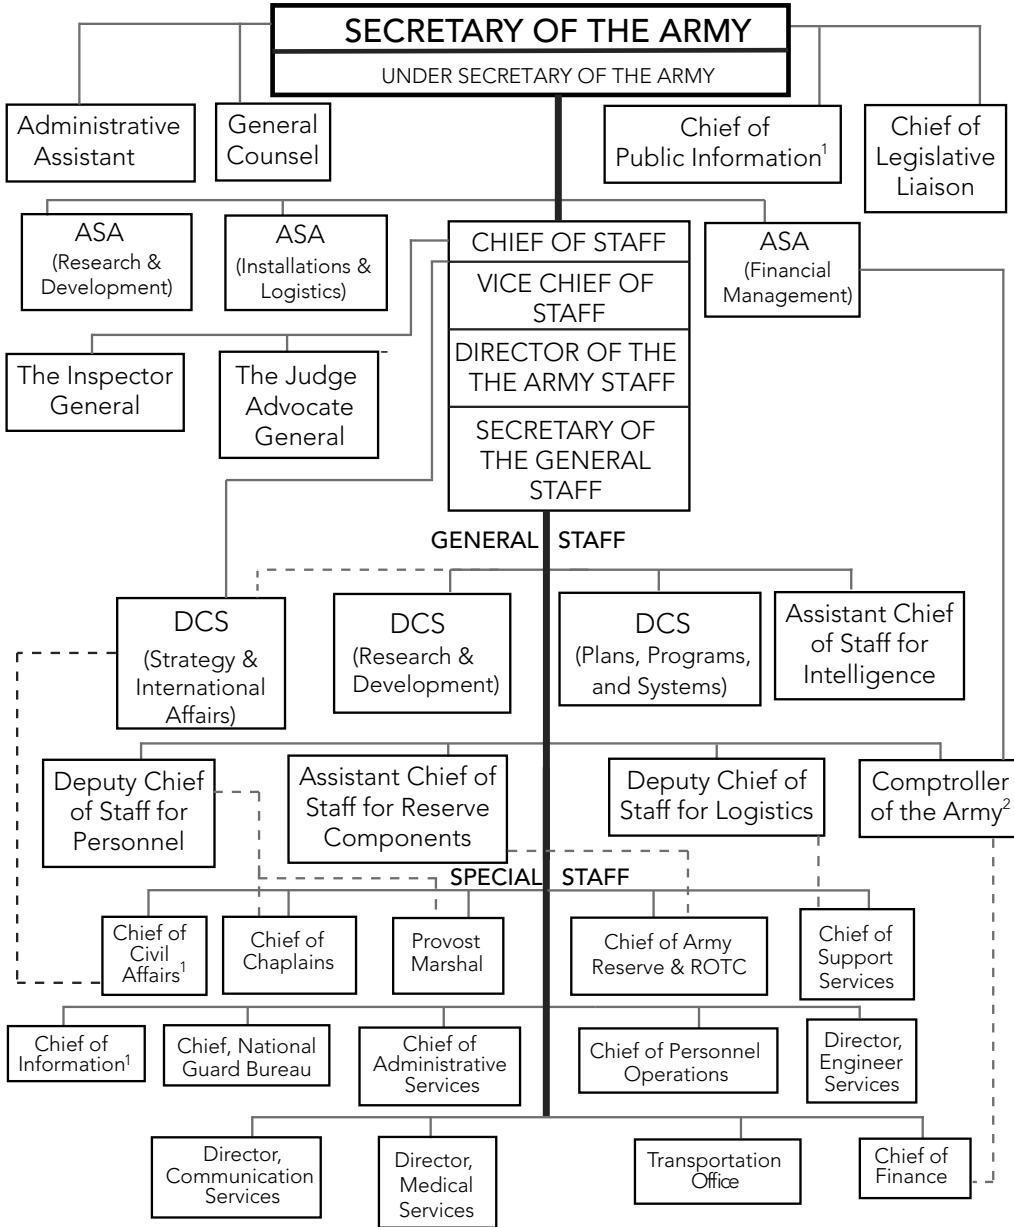 SECRETARY OF THE ARMY
UNDER SECRETARY OF THE ARMY
Administrative
Assistant
General
Counsel
Chief of
Public Information¹
Chief of
Legislative
Liaison
ASA
(Research &
Development)
ASA
(Installations &
Logistics)
ASA
(Financial
Management)
CHIEF OF STAFF
VICE CHIEF OF
STAFF
DIRECTOR OF THE
THE ARMY STAFF
SECRETARY OF
THE GENERAL
STAFF
The Inspector
General
The Judge
Advocate
General
GENERAL STAFF
DCS
(Strategy &
International
Affairs)
DCS
(Research &
Development)
DCS
(Plans, Programs,
and Systems)
Assistant Chief
of Staff for
Intelligence
Deputy Chief
of Staff for
Personnel
Assistant Chief of
Staff for Reserve
Components
Deputy Chief of
Staff for Logistics
Comptroller
of the Army²
SPECIAL STAFF
Chief of
Civil
Affairs¹
Chief of
Chaplains
Provost
Marshal
Chief of Army
Reserve & ROTC
Chief of
Support
Services
Chief of
Information¹
Chief, National
Guard Bureau
Chief of
Administrative
Services
Chief of Personnel
Operations
Director,
Engineer
Services
Director,
Communication
Services
Director,
Medical
Services
Transportation
Office
Chief of
Finance